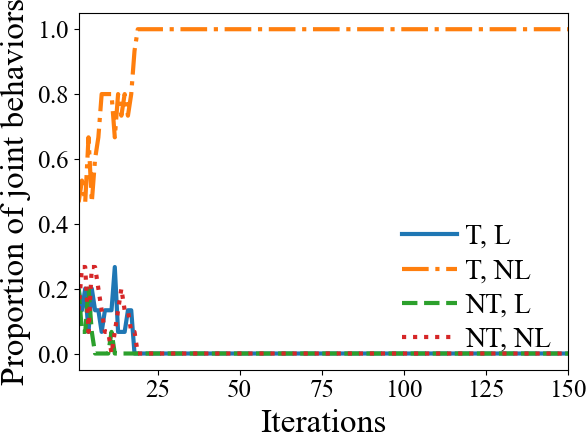 Proportion of joint behaviors
1.0
0.8
0.6
0.4
0.2
0.0
T, L
T, NL
NT, L
NT, NL
25 50 75 100 125 150
Iterations